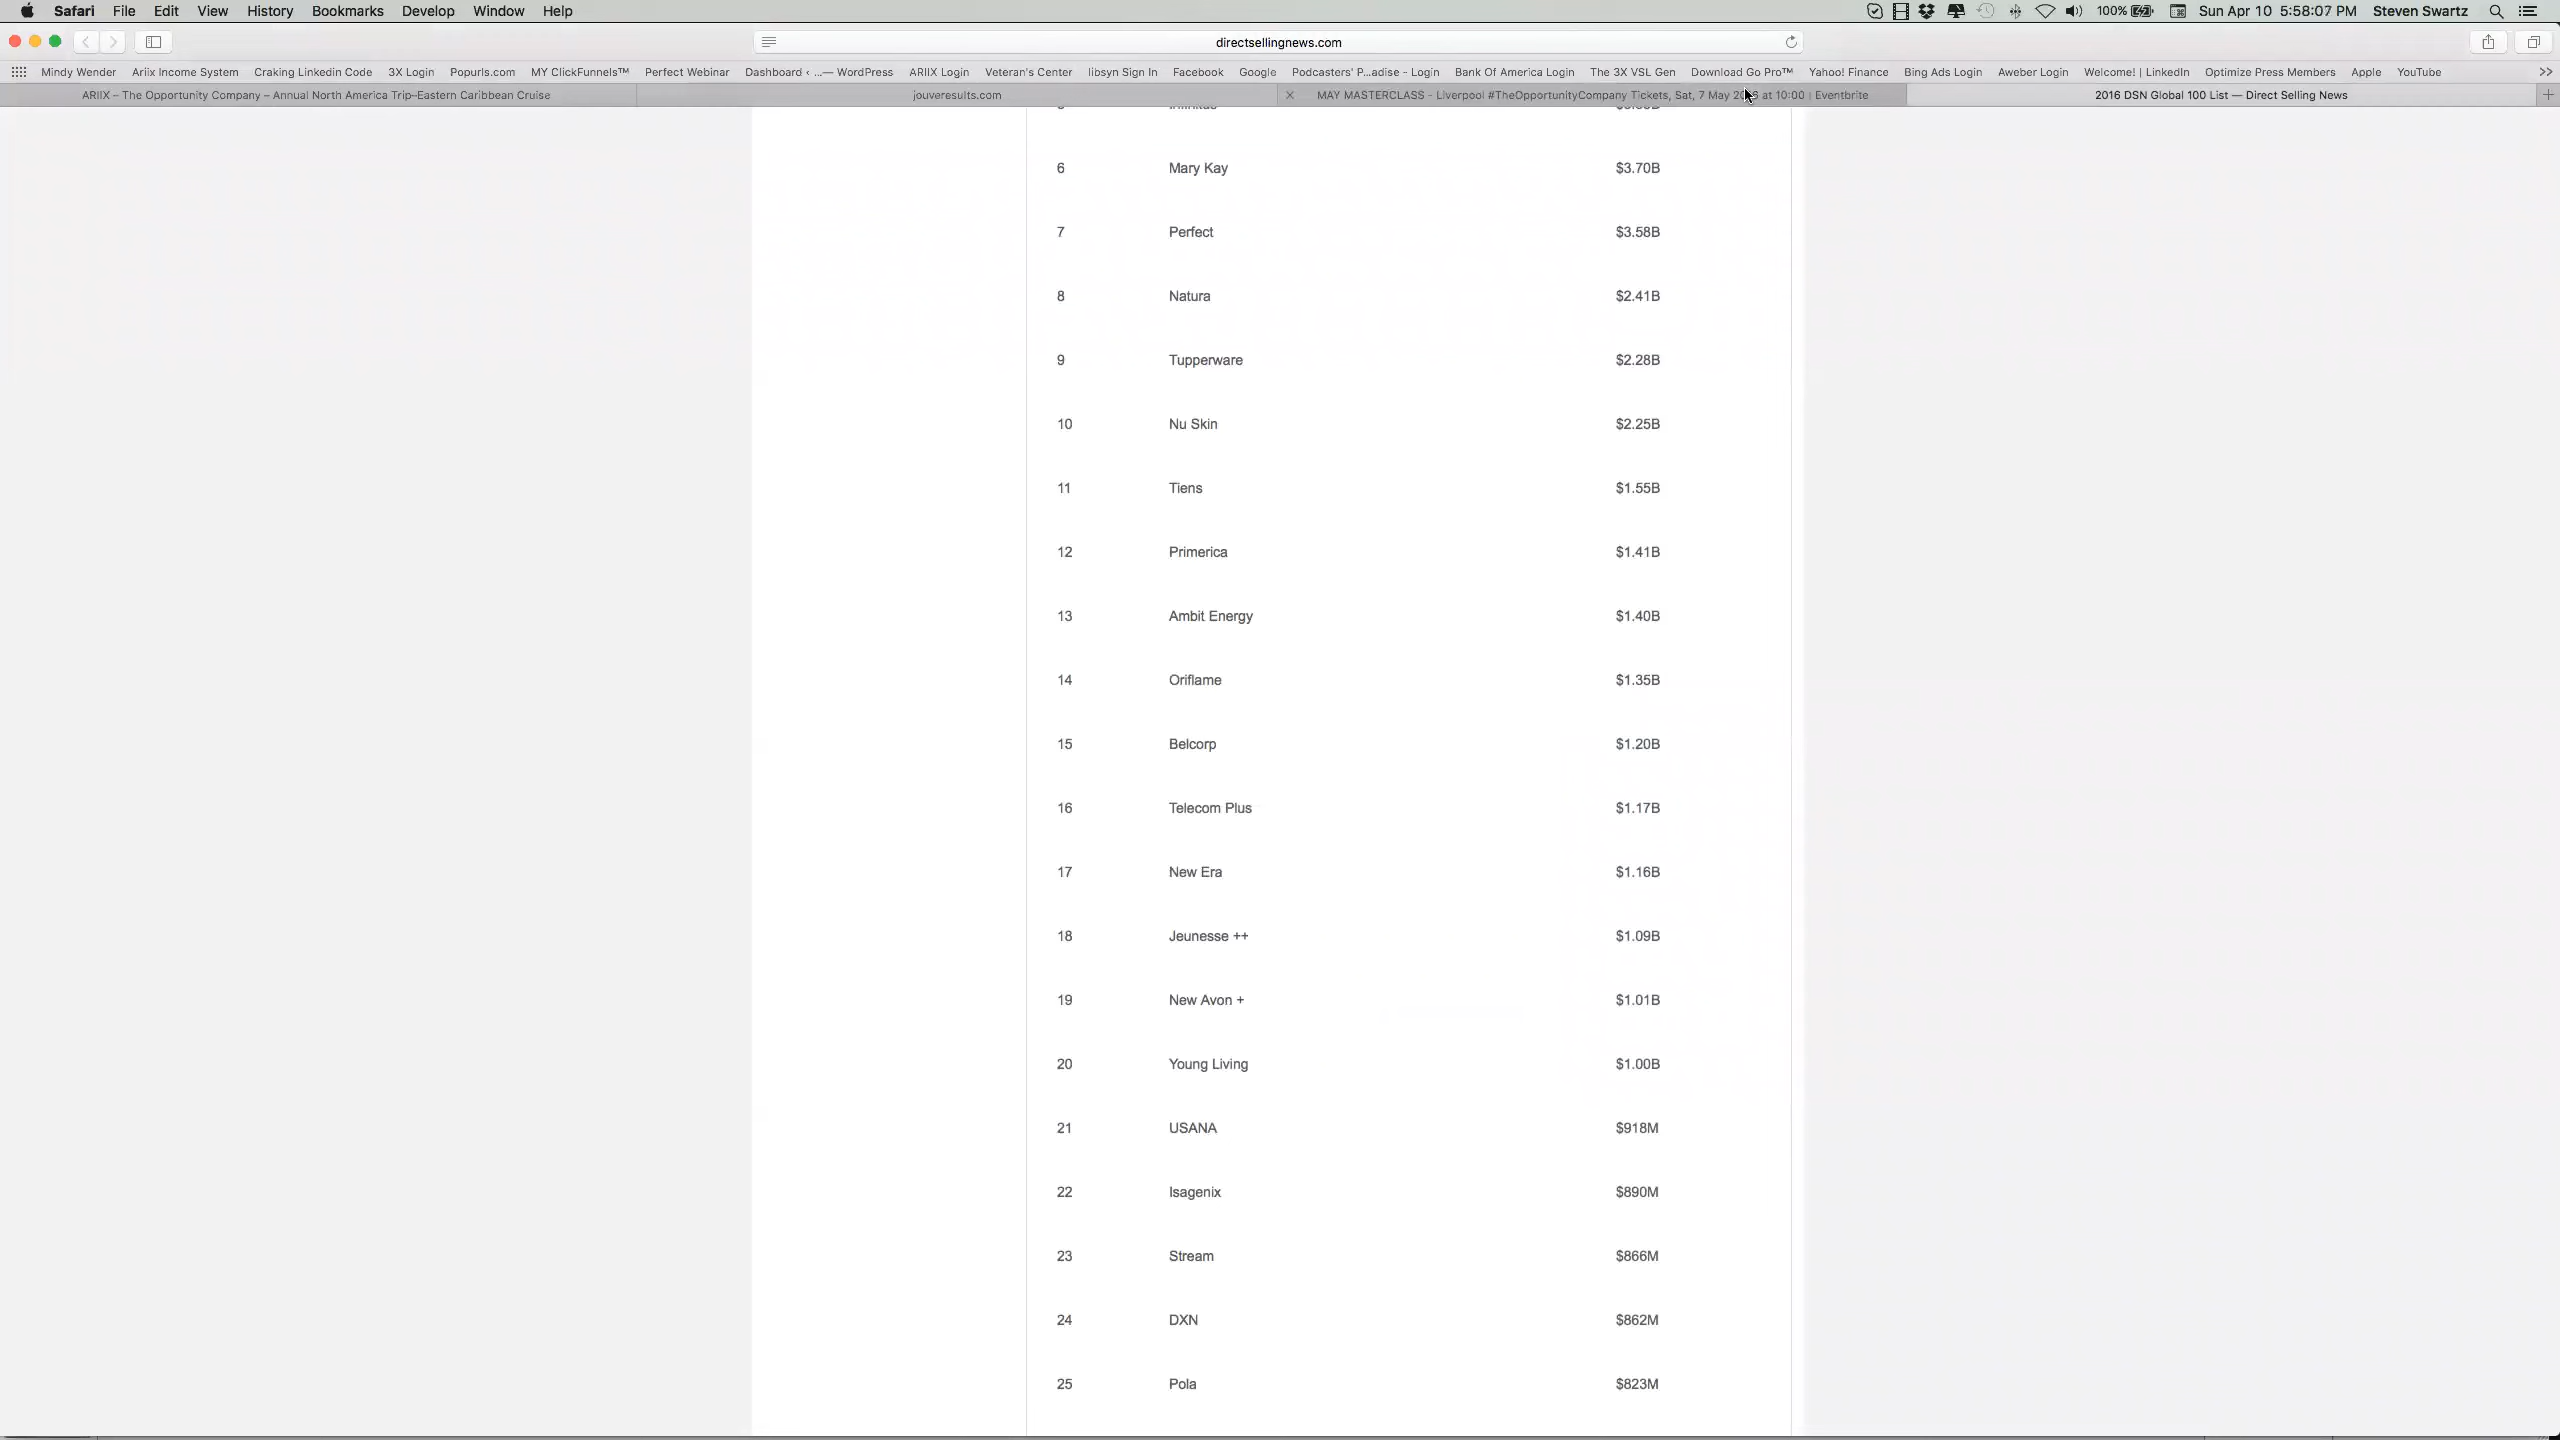 Safari File Edit View History Bookmarks Develop Window Help 100% Sun Apr 10 5:58:07 PM Steven Swartz
directsellingnews.com
Mindy Wender Ariix Income System Craking Linkedin Code 3X Login Popurls.com MY ClickFunnels™ Perfect Webinar Dashboard ‹ ...— WordPress ARIIX Login Veteran's Center libsyn Sign In Facebook Google Podcasters' P...adise - Login Bank Of America Login The 3X VSL Gen Download Go Pro™ Yahoo! Finance Bing Ads Login Aweber Login Welcome! | LinkedIn Optimize Press Members Apple YouTube >>
ARIIX – The Opportunity Company – Annual North America Trip–Eastern Caribbean Cruise jouveresults.com MAY MASTERCLASS - Liverpool #TheOpportunityCompany Tickets, Sat, 7 May at 10:00 | Eventbrite 2016 DSN Global 100 List — Direct Selling News
6 Mary Kay $3.70B
7 Perfect $3.58B
8 Natura $2.41B
9 Tupperware $2.28B
10 Nu Skin $2.25B
11 Tiens $1.55B
12 Primerica $1.41B
13 Ambit Energy $1.40B
14 Oriflame $1.35B
15 Belcorp $1.20B
16 Telecom Plus $1.17B
17 New Era $1.16B
18 Jeunesse ++ $1.09B
19 New Avon + $1.01B
20 Young Living $1.00B
21 USANA $918M
22 Isagenix $890M
23 Stream $866M
24 DXN $862M
25 Pola $823M